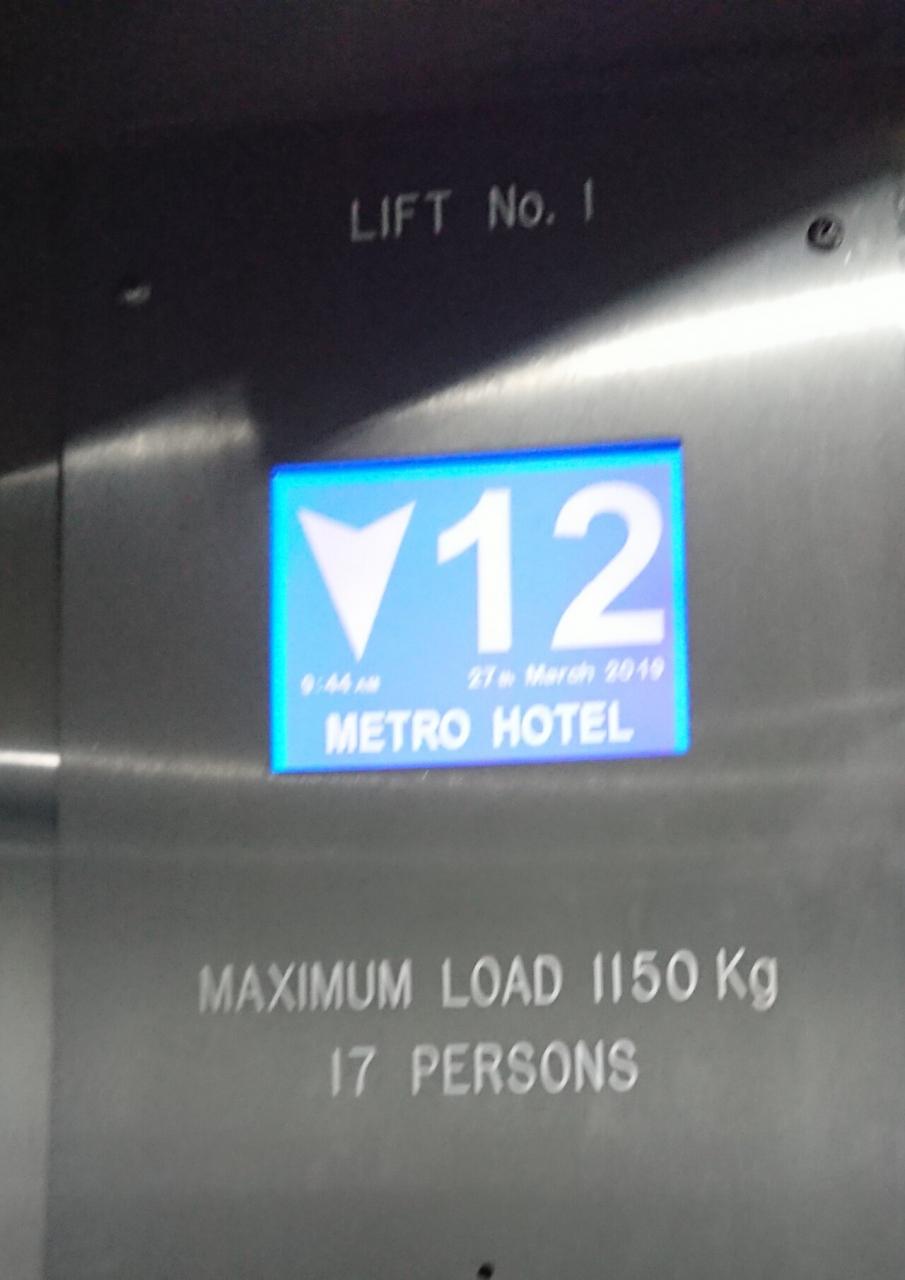 LIFT No. 1
12
9:44 AM 27th March 2019
METRO HOTEL
MAXIMUM LOAD 1150 Kg
17 PERSONS